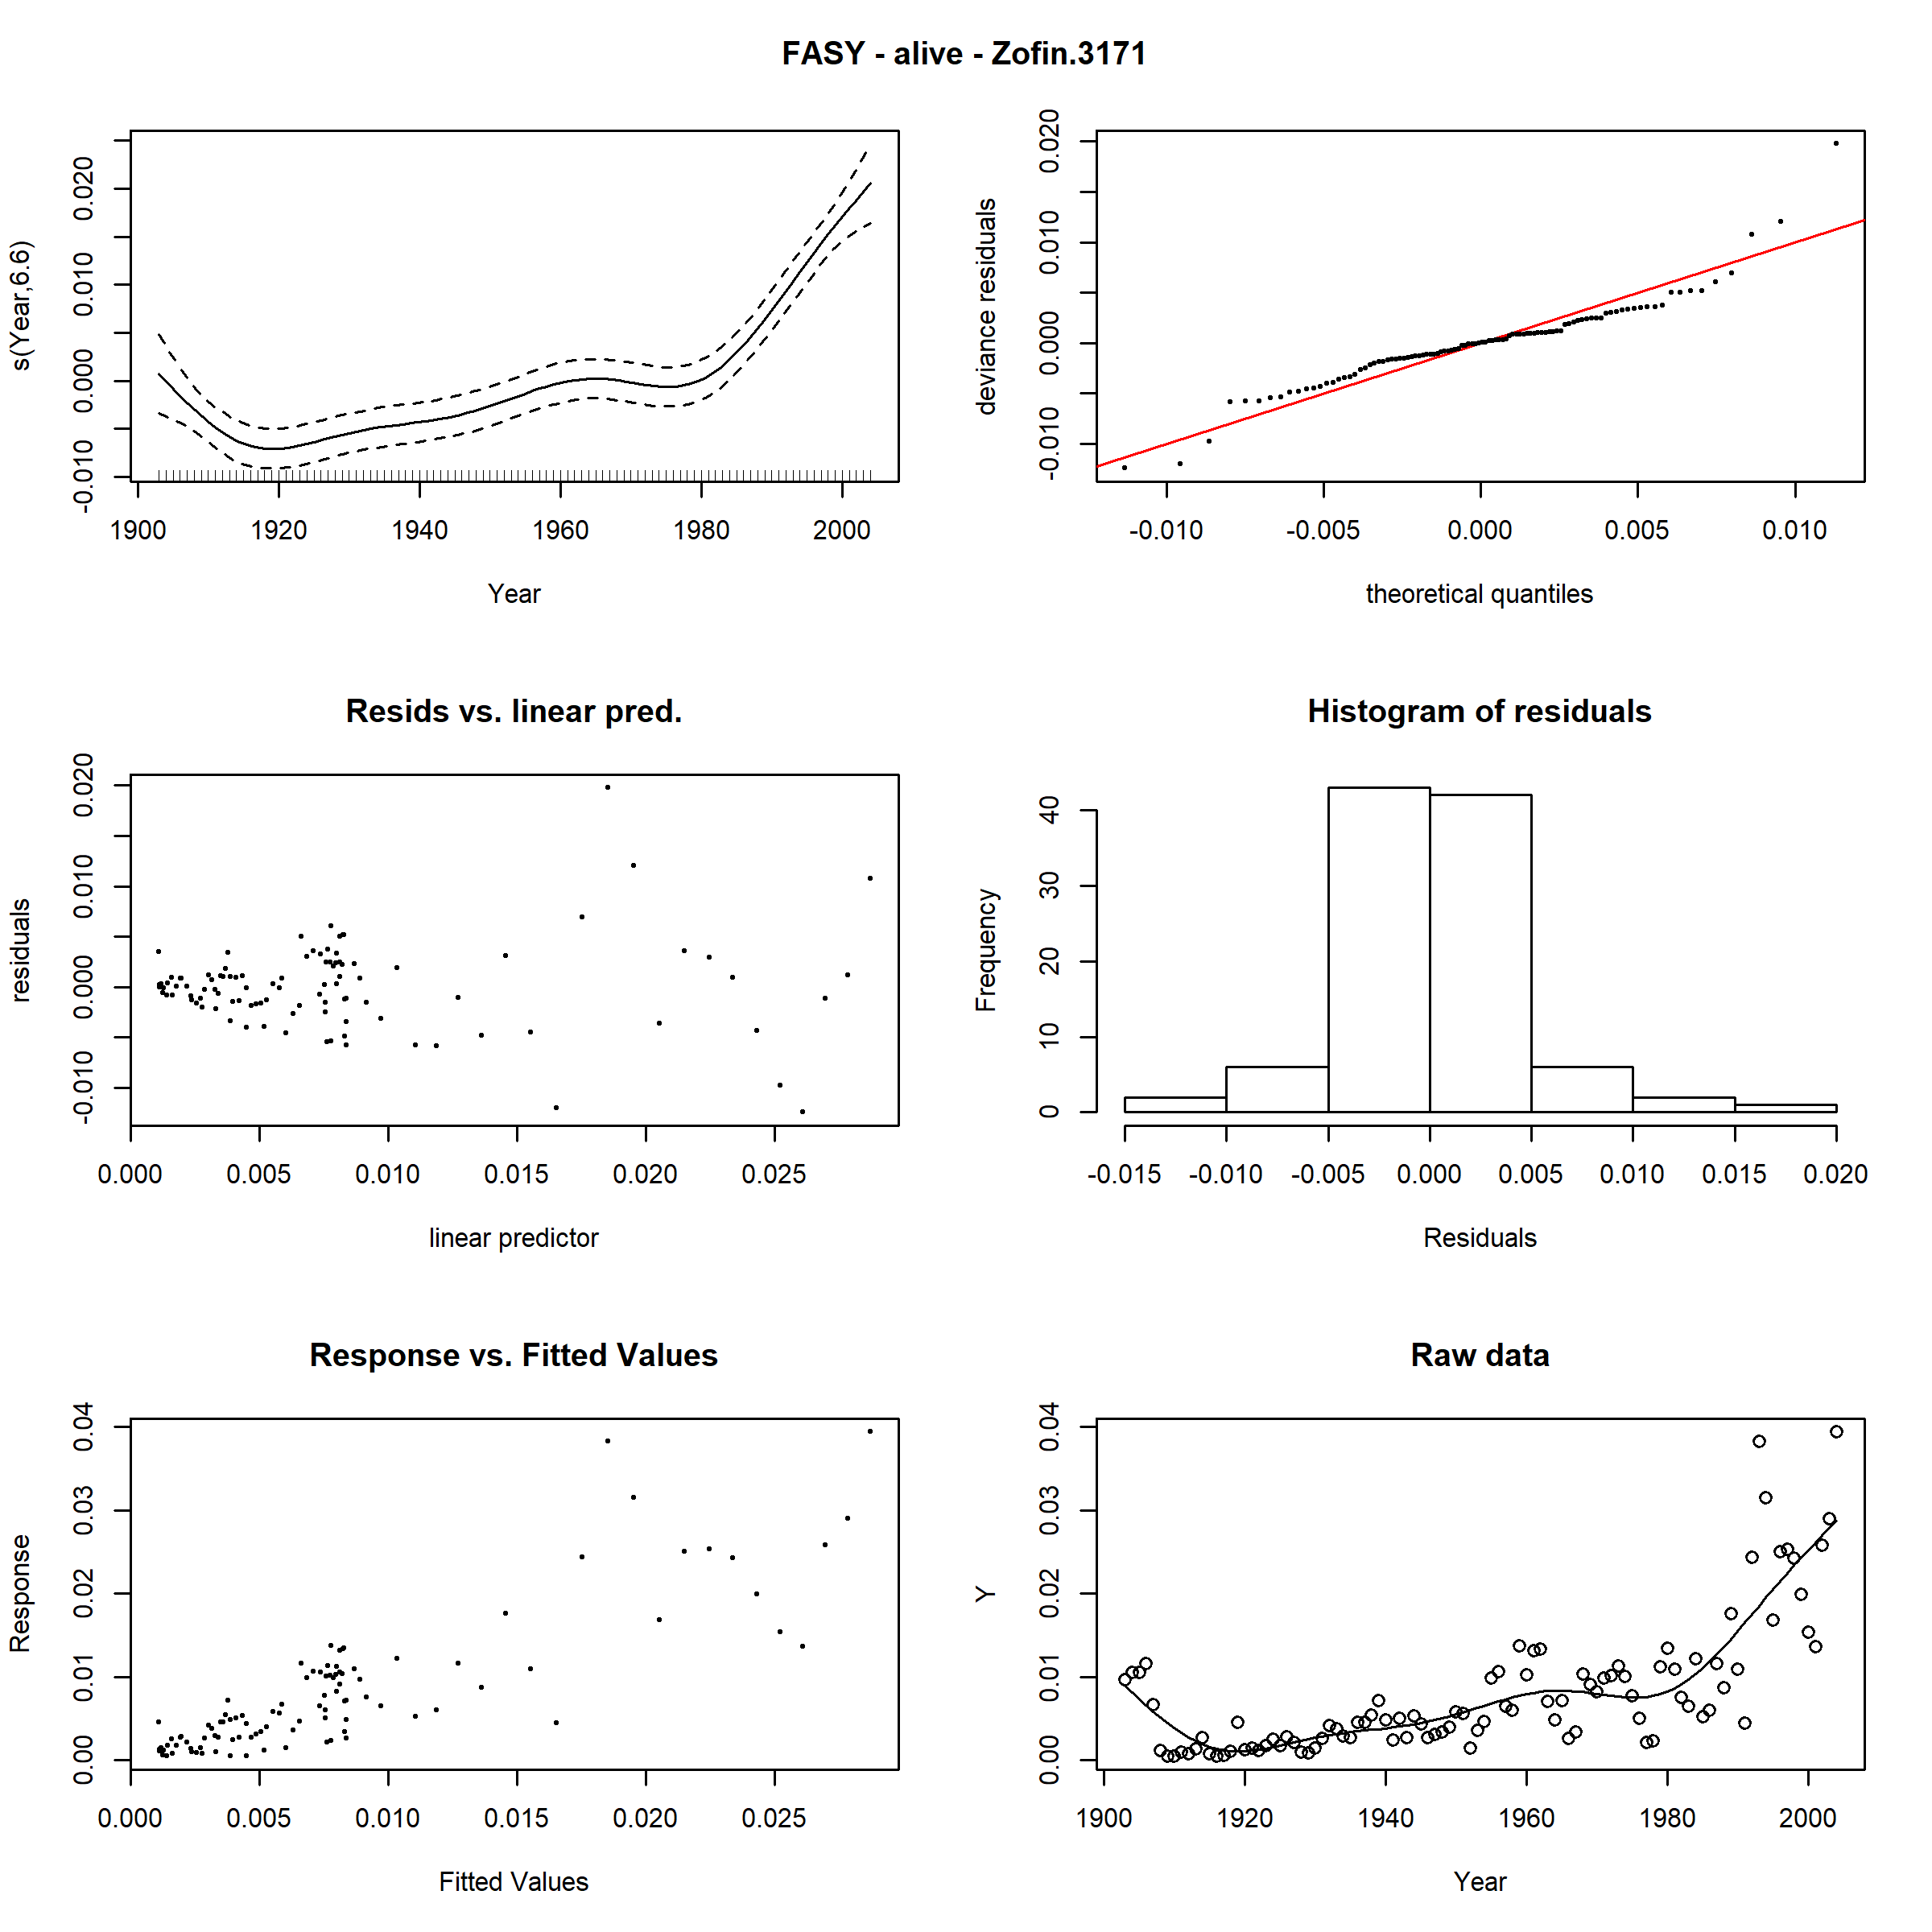 FASY - alive - Zofin.3171
s(Year,6.6)
-0.010 0.000 0.010 0.020
1900 1920 1940 1960 1980 2000
Year
deviance residuals
-0.010 0.000 0.010 0.020
-0.010 -0.005 0.000 0.005 0.010
theoretical quantiles
Resids vs. linear pred.
residuals
-0.010 0.000 0.010 0.020
0.000 0.005 0.010 0.015 0.020 0.025
linear predictor
Histogram of residuals
Frequency
0 10 20 30 40
-0.015 -0.010 -0.005 0.000 0.005 0.010 0.015 0.020
Residuals
Response vs. Fitted Values
Response
0.00 0.01 0.02 0.03 0.04
0.000 0.005 0.010 0.015 0.020 0.025
Fitted Values
Raw data
Y
0.00 0.01 0.02 0.03 0.04
1900 1920 1940 1960 1980 2000
Year